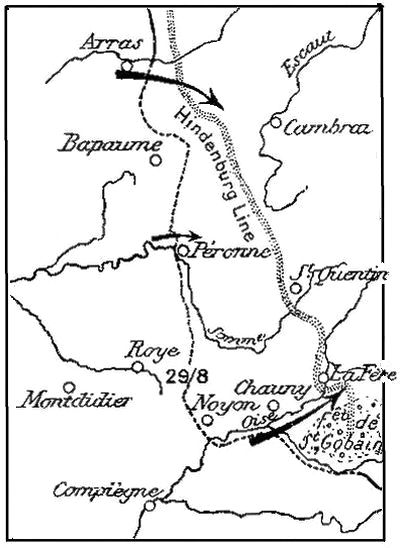 Arras
Escaut
Cambrai
Hindenburg Line
Bapaume
Péronne
St Quentin
Somme
Roye
29/8
La Fère
Montdidier
Chauny
Noyon
Oise
Fêt de
St Gobain
Compiègne